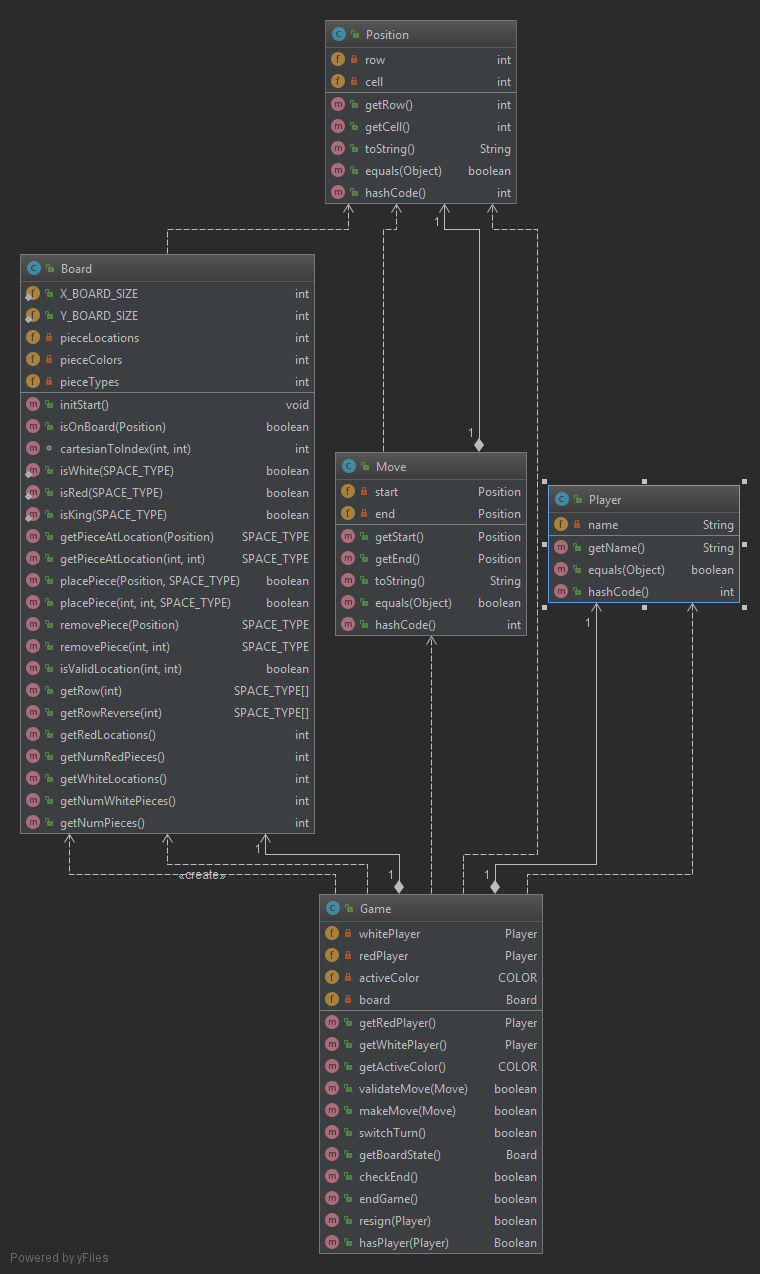 Position
row int
cell int
getRow() int
getCell() int
toString() String
equals(Object) boolean
hashCode() int
1
Board
X_BOARD_SIZE int
Y_BOARD_SIZE int
pieceLocations int
pieceColors int
pieceTypes int
initStart() void
isOnBoard(Position) boolean
cartesianToIndex(int, int) int
isWhite(SPACE_TYPE) boolean
isRed(SPACE_TYPE) boolean
isKing(SPACE_TYPE) boolean
getPieceAtLocation(Position) SPACE_TYPE
getPieceAtLocation(int, int) SPACE_TYPE
placePiece(Position, SPACE_TYPE) boolean
placePiece(int, int, SPACE_TYPE) boolean
removePiece(Position) SPACE_TYPE
removePiece(int, int) SPACE_TYPE
isValidLocation(int, int) boolean
getRow(int) SPACE_TYPE[]
getRowReverse(int) SPACE_TYPE[]
getRedLocations() int
getNumRedPieces() int
getWhiteLocations() int
getNumWhitePieces() int
getNumPieces() int
1
Move
start Position
end Position
getStart() Position
getEnd() Position
toString() String
equals(Object) boolean
hashCode() int
Player
name String
getName() String
equals(Object) boolean
hashCode() int
1
1
«create»
1
1
Game
whitePlayer Player
redPlayer Player
activeColor COLOR
board Board
getRedPlayer() Player
getWhitePlayer() Player
getActiveColor() COLOR
validateMove(Move) boolean
makeMove(Move) boolean
switchTurn() boolean
getBoardState() Board
checkEnd() boolean
endGame() boolean
resign(Player) boolean
hasPlayer(Player) Boolean
Powered by yFiles